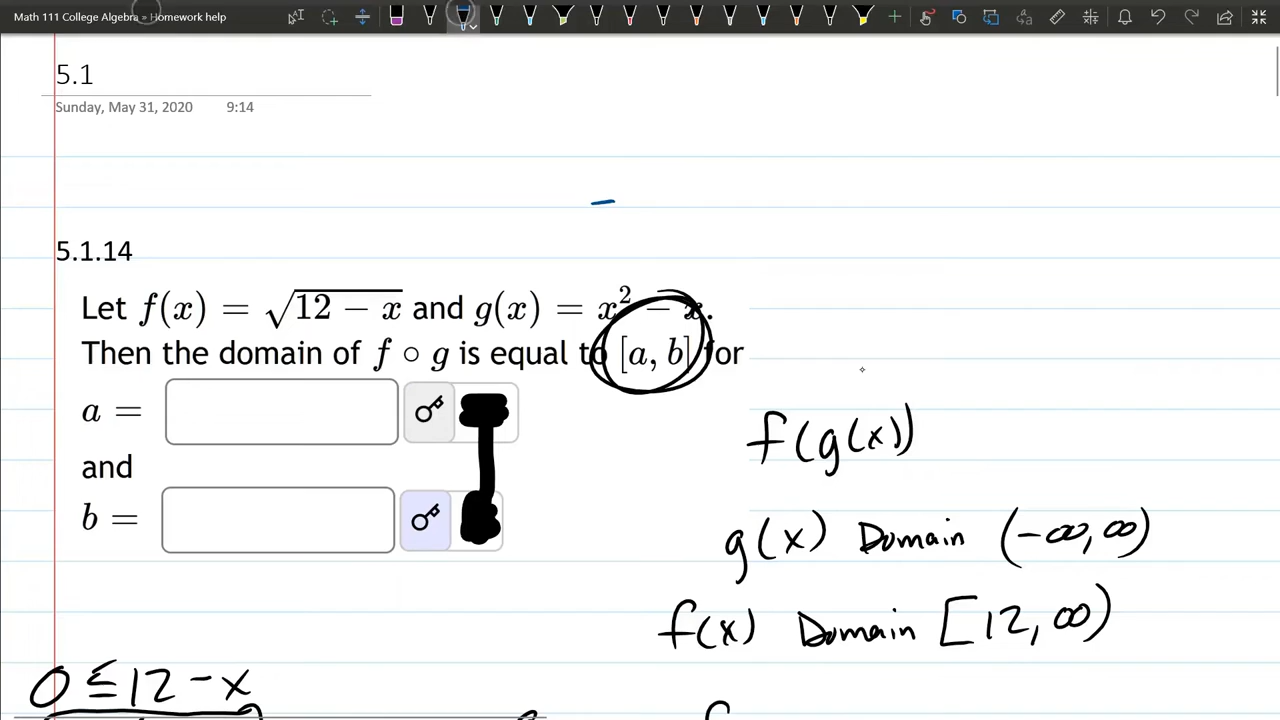 Math 111 College Algebra » Homework help
5.1
Sunday, May 31, 2020 9:14
5.1.14
Let f(x) = √(12 − x) and g(x) = x² − x.
Then the domain of f ∘ g is equal to [a, b] for
a =
and
b =
f(g(x))
g(x) Domain (-∞, ∞)
f(x) Domain [12, ∞)
0 ≤ 12 - x